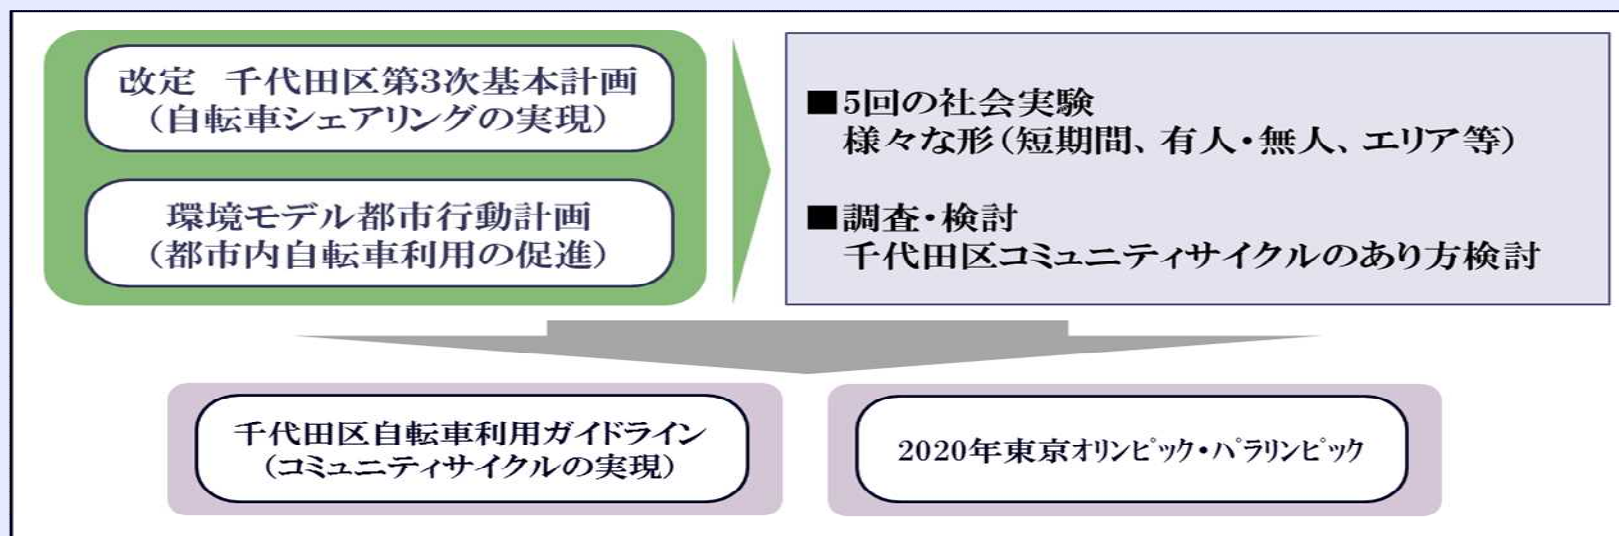 改定　千代田区第3次基本計画
（自転車シェアリングの実現）
環境モデル都市行動計画
（都市内自転車利用の促進）
■5回の社会実験
様々な形（短期間、有人・無人、エリア等）
■調査・検討
千代田区コミュニティサイクルのあり方検討
千代田区自転車利用ガイドライン
（コミュニティサイクルの実現）
2020年東京ｵﾘﾝﾋﾟｯｸ・ﾊﾟﾗﾘﾝﾋﾟｯｸ